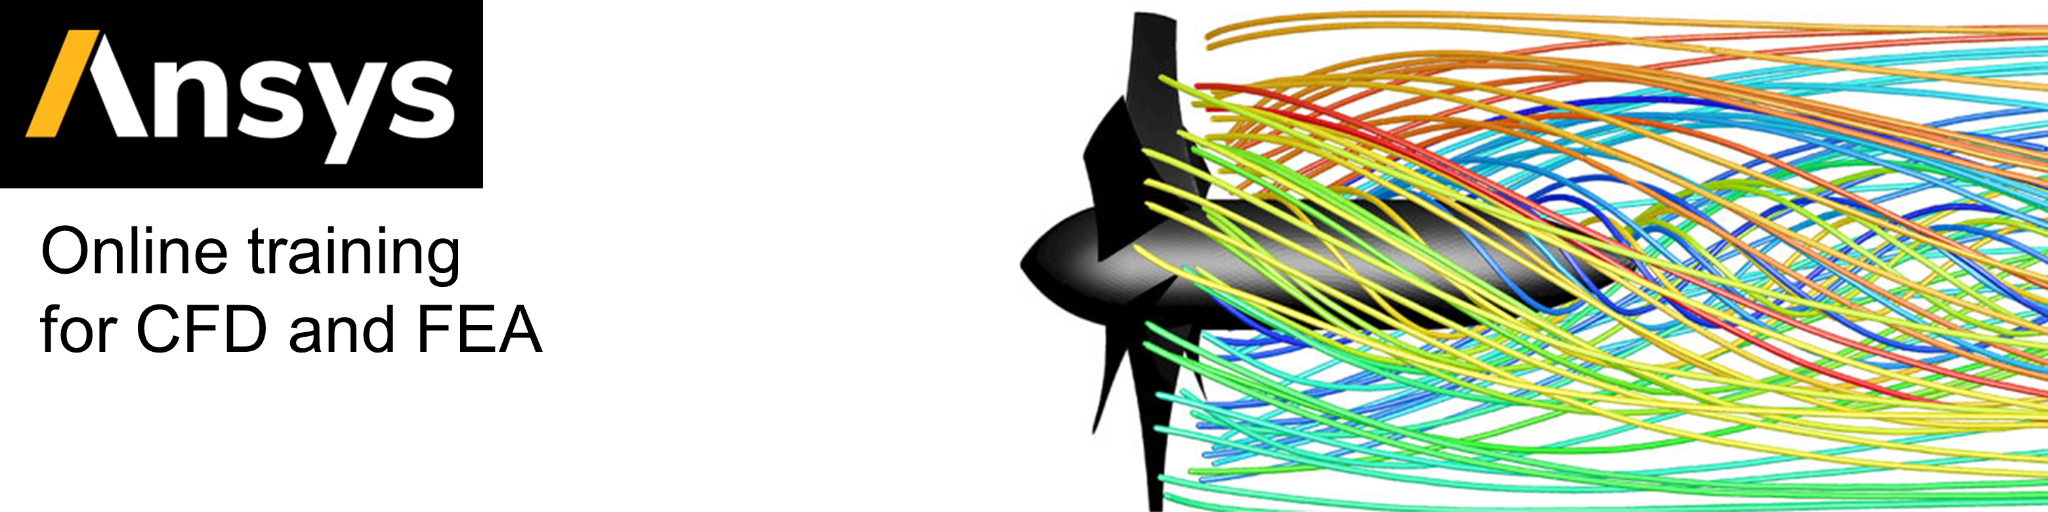 Ansys
Online training
for CFD and FEA